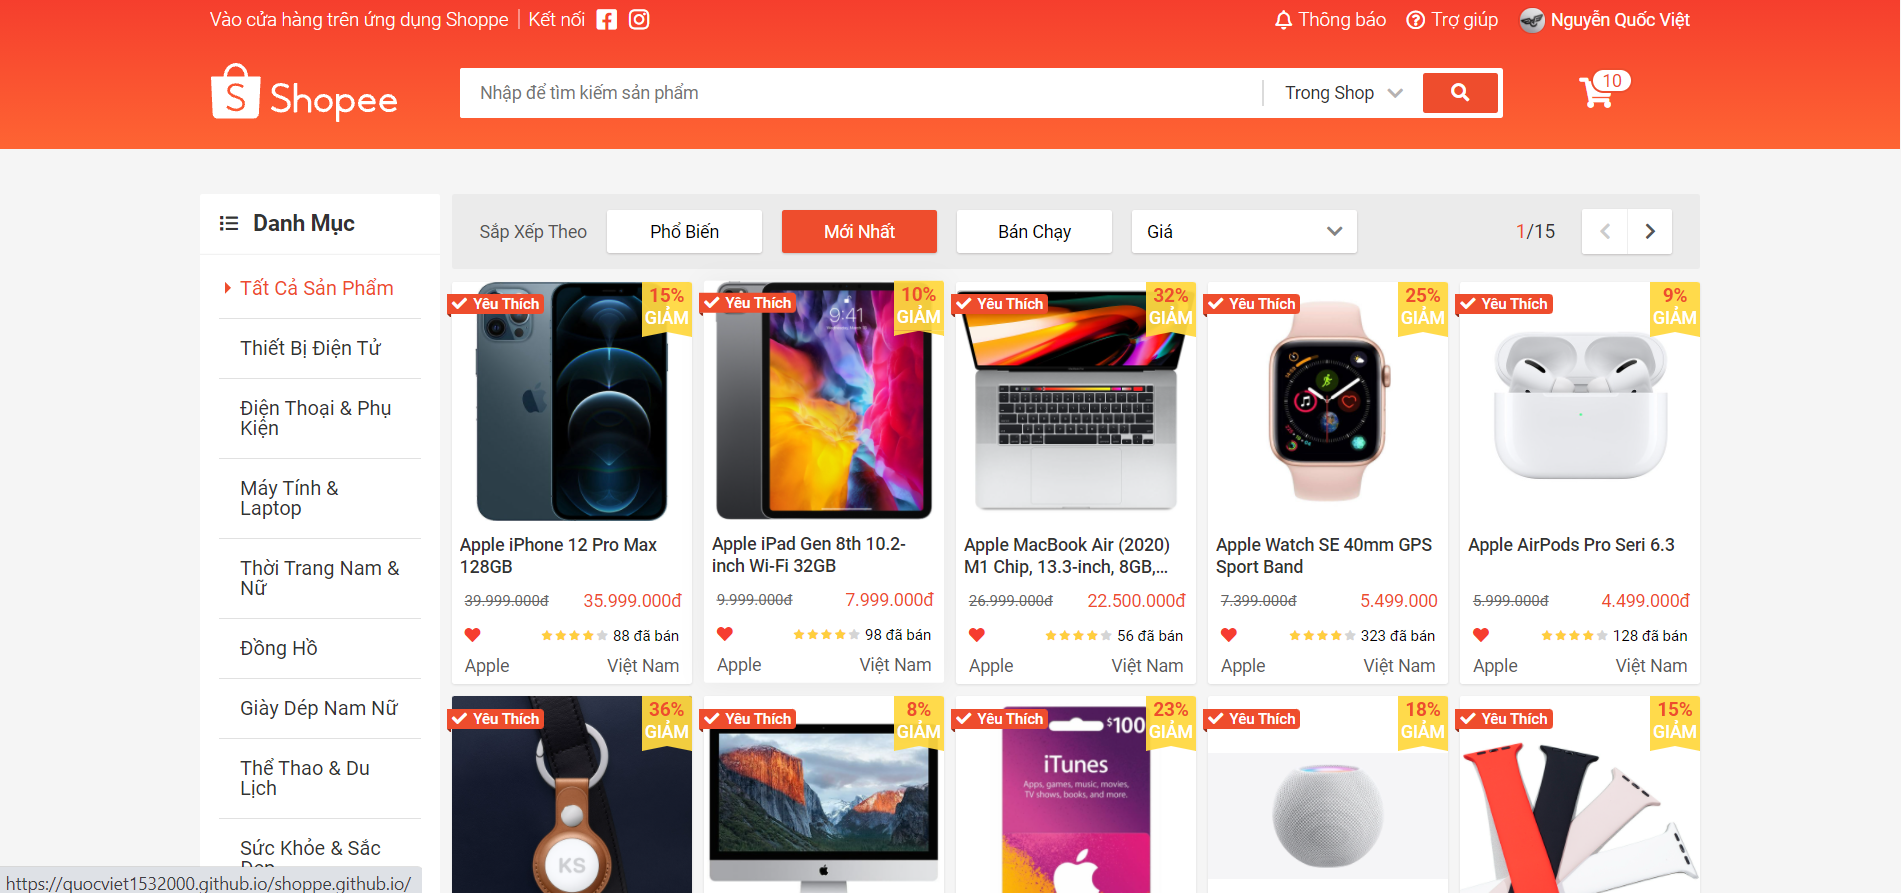 Vào cửa hàng trên ứng dụng Shoppe Kết nối
Thông báo Trợ giúp Nguyễn Quốc Việt
S Shopee
Nhập để tìm kiếm sản phẩm Trong Shop
10
Danh Mục
Tất Cả Sản Phẩm
Thiết Bị Điện Tử
Điện Thoại & Phụ
Kiện
Máy Tính &
Laptop
Thời Trang Nam &
Nữ
Đồng Hồ
Giày Dép Nam Nữ
Thể Thao & Du
Lịch
Sức Khỏe & Sắc
Sắp Xếp Theo Phổ Biến Mới Nhất Bán Chạy Giá 1/15
Yêu Thích
15%
GIẢM
Apple iPhone 12 Pro Max
128GB
39.999.000đ 35.999.000đ
88 đã bán
Apple Việt Nam
Yêu Thích
10%
GIẢM
9:41
Apple iPad Gen 8th 10.2-
inch Wi-Fi 32GB
9.999.000đ 7.999.000đ
98 đã bán
Apple Việt Nam
Yêu Thích
32%
GIẢM
Apple MacBook Air (2020)
M1 Chip, 13.3-inch, 8GB,...
26.999.000đ 22.500.000đ
56 đã bán
Apple Việt Nam
Yêu Thích
25%
GIẢM
Apple Watch SE 40mm GPS
Sport Band
7.399.000đ 5.499.000
323 đã bán
Apple Việt Nam
Yêu Thích
9%
GIẢM
Apple AirPods Pro Seri 6.3
5.999.000đ 4.499.000đ
128 đã bán
Apple Việt Nam
Yêu Thích
36%
GIẢM
KS
Yêu Thích
8%
GIẢM
Yêu Thích
23%
GIẢM
$100
iTunes
Apps, games, music, movies,
TV shows, books, and more.
Yêu Thích
18%
GIẢM
Yêu Thích
15%
GIẢM
https://quocviet1532000.github.io/shoppe.github.io/